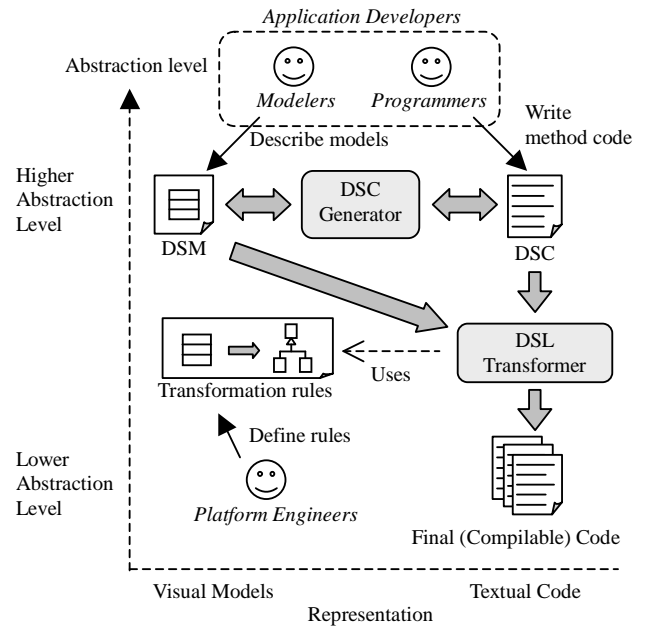 Application Developers
Abstraction level
Modelers
Programmers
Describe models
Write
method code
Higher
Abstraction
Level
DSC
Generator
DSM
DSC
DSL
Transformer
Uses
Transformation rules
Define rules
Lower
Abstraction
Level
Platform Engineers
Final (Compilable) Code
Visual Models
Textual Code
Representation